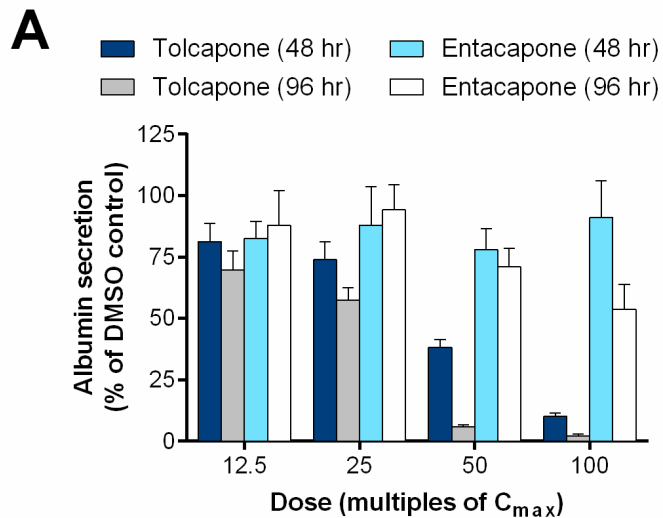 A
Tolcapone (48 hr) Entacapone (48 hr)
Tolcapone (96 hr) Entacapone (96 hr)
Albumin secretion
(% of DMSO control)
125
100
75
50
25
0
12.5 25 50 100
Dose (multiples of Cmax)